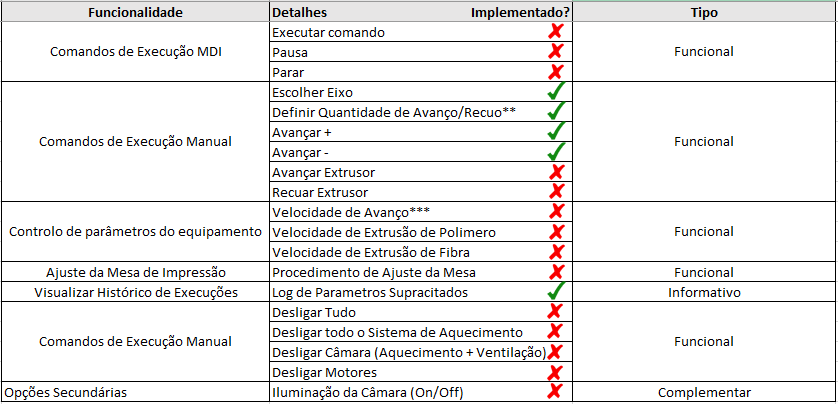 Funcionalidade Detalhes Implementado? Tipo
Comandos de Execução MDI Executar comando Funcional
Pausa
Parar
Comandos de Execução Manual Escolher Eixo Funcional
Definir Quantidade de Avanço/Recuo**
Avançar +
Avançar -
Avançar Extrusor
Recuar Extrusor
Controlo de parâmetros do equipamento Velocidade de Avanço*** Funcional
Velocidade de Extrusão de Polimero
Velocidade de Extrusão de Fibra
Ajuste da Mesa de Impressão Procedimento de Ajuste da Mesa Funcional
Visualizar Histórico de Execuções Log de Parametros Supracitados Informativo
Comandos de Execução Manual Desligar Tudo Funcional
Desligar todo o Sistema de Aquecimento
Desligar Câmara (Aquecimento + Ventilação)
Desligar Motores
Opções Secundárias Iluminação da Câmara (On/Off) Complementar